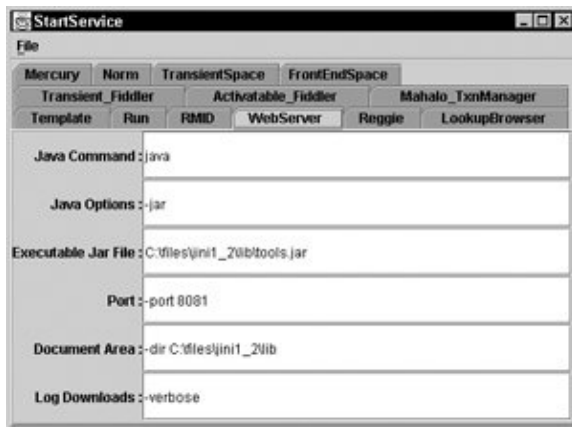 StartService
File
Mercury Norm TransientSpace FrontEndSpace
Transient_Fiddler Activatable_Fiddler Mahalo_TxnManager
Template Run RMID WebServer Reggie LookupBrowser
Java Command : java
Java Options : -jar
Executable Jar File : C:\files\jini1_2\lib\tools.jar
Port : -port 8081
Document Area : -dir C:\files\jini1_2\lib
Log Downloads : -verbose